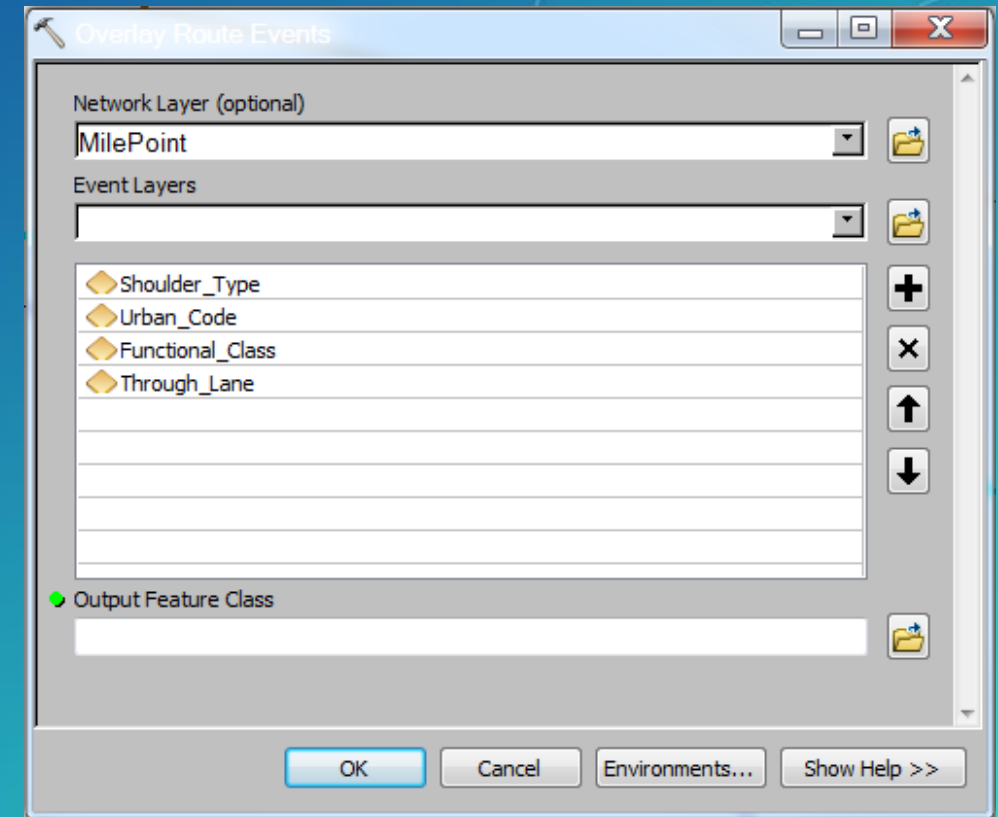 Overlay Route Events
Network Layer (optional)
MilePoint
Event Layers
Shoulder_Type
Urban_Code
Functional_Class
Through_Lane
Output Feature Class
OK
Cancel
Environments...
Show Help >>